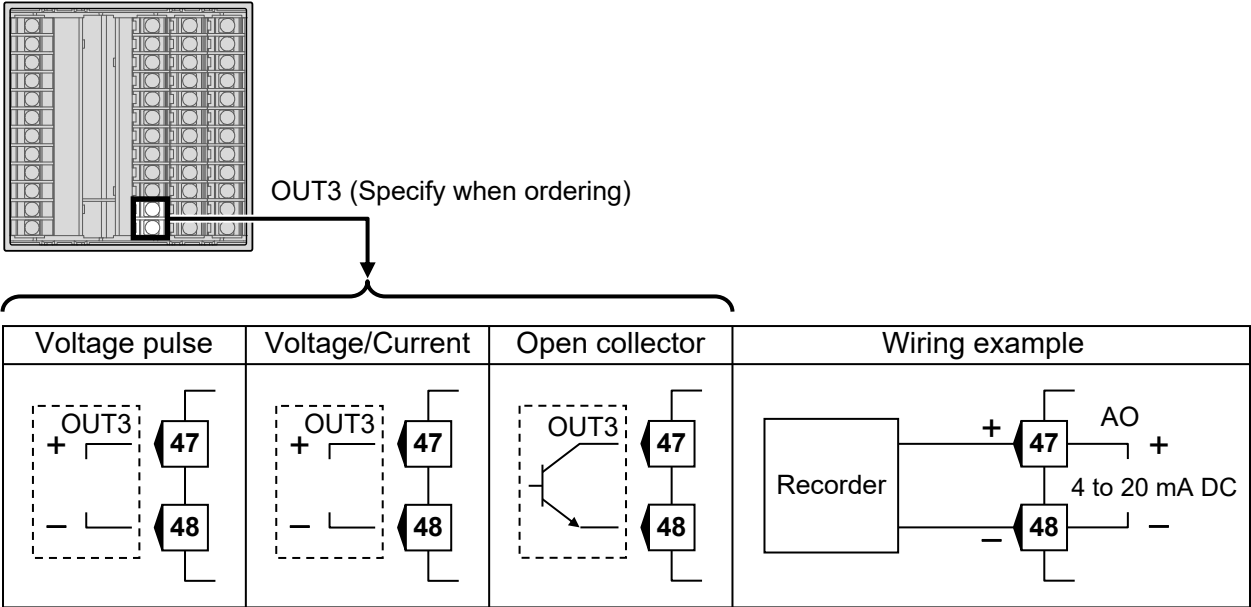 OUT3 (Specify when ordering)
Voltage pulse
Voltage/Current
Open collector
Wiring example
OUT3
+
−
47
48
OUT3
+
−
47
48
OUT3
47
48
Recorder
+
−
47
48
AO
+
4 to 20 mA DC
−